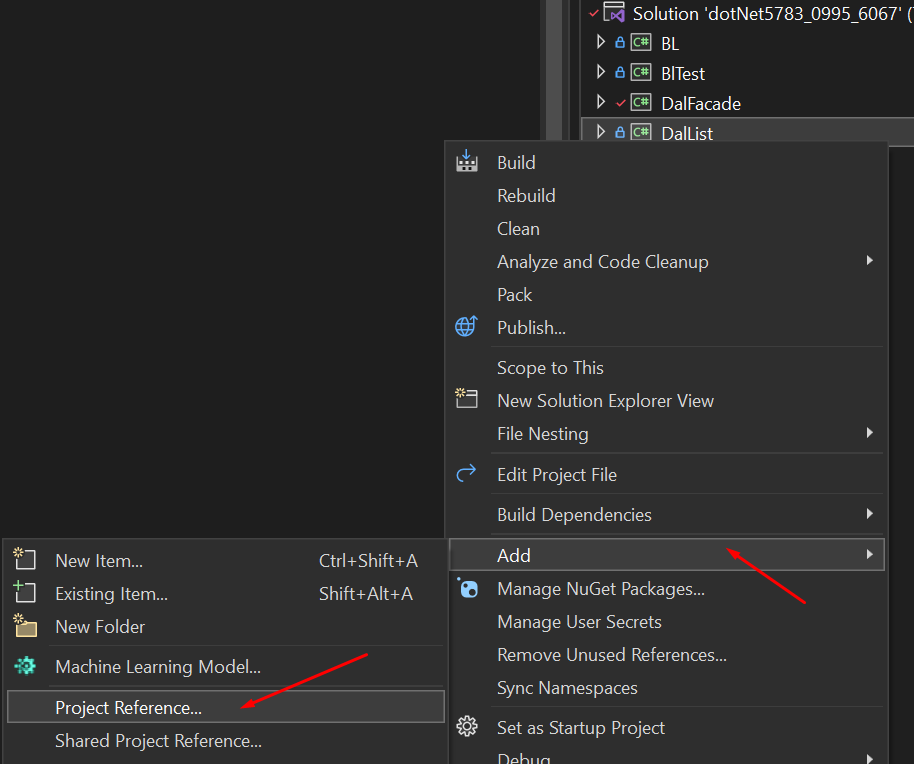 Solution 'dotNet5783_0995_6067' (
C# BL
C# BlTest
C# DalFacade
C# DalList
Build
Rebuild
Clean
Analyze and Code Cleanup
Pack
Publish...
Scope to This
New Solution Explorer View
File Nesting
Edit Project File
Build Dependencies
Add
Manage NuGet Packages...
Manage User Secrets
Remove Unused References...
Sync Namespaces
Set as Startup Project
Debug
New Item... Ctrl+Shift+A
Existing Item... Shift+Alt+A
New Folder
Machine Learning Model...
Project Reference...
Shared Project Reference...